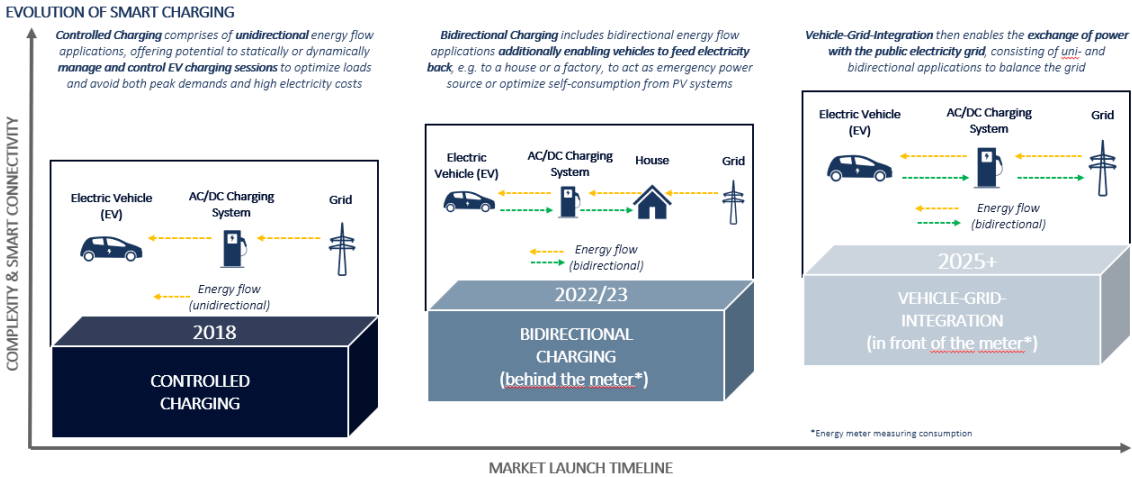 EVOLUTION OF SMART CHARGING
Controlled Charging comprises of unidirectional energy flow
applications, offering potential to statically or dynamically
manage and control EV charging sessions to optimize loads
and avoid both peak demands and high electricity costs
Bidirectional Charging includes bidirectional energy flow
applications additionally enabling vehicles to feed electricity
back, e.g. to a house or a factory, to act as emergency power
source or optimize self-consumption from PV systems
Vehicle-Grid-Integration then enables the exchange of power
with the public electricity grid, consisting of uni- and
bidirectional applications to balance the grid
COMPLEXITY & SMART CONNECTIVITY
Electric Vehicle
(EV)
AC/DC Charging
System
Grid
Energy flow
(unidirectional)
2018
CONTROLLED
CHARGING
Electric
Vehicle (EV)
AC/DC Charging
System
House
Grid
Energy flow
(bidirectional)
2022/23
BIDIRECTIONAL
CHARGING
(behind the meter*)
Electric Vehicle
(EV)
AC/DC Charging
System
Grid
Energy flow
(bidirectional)
2025+
VEHICLE-GRID-
INTEGRATION
(in front of the meter*)
*Energy meter measuring consumption
MARKET LAUNCH TIMELINE